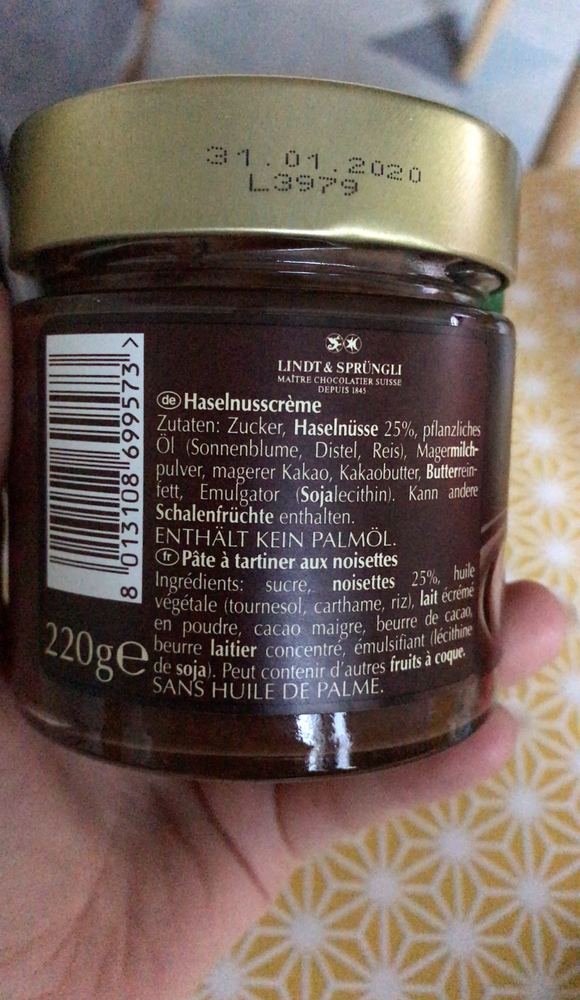 31.01.2020
L3979
LINDT & SPRÜNGLI
MAÎTRE CHOCOLATIER SUISSE
DEPUIS 1845
de Haselnusscrème
Zutaten: Zucker, Haselnüsse 25%, pflanzliches
Öl (Sonnenblume, Distel, Reis), Magermilch-
pulver, magerer Kakao, Kakaobutter, Butterrein-
fett, Emulgator (Sojalecithin). Kann andere
Schalenfrüchte enthalten.
ENTHÄLT KEIN PALMÖL.
fr Pâte à tartiner aux noisettes
Ingrédients: sucre, noisettes 25%, huile
végétale (tournesol, carthame, riz), lait écrémé
en poudre, cacao maigre, beurre de cacao,
beurre laitier concentré, émulsifiant (lécithine
de soja). Peut contenir d'autres fruits à coque.
SANS HUILE DE PALME.
8 013108 699573 >
220g e